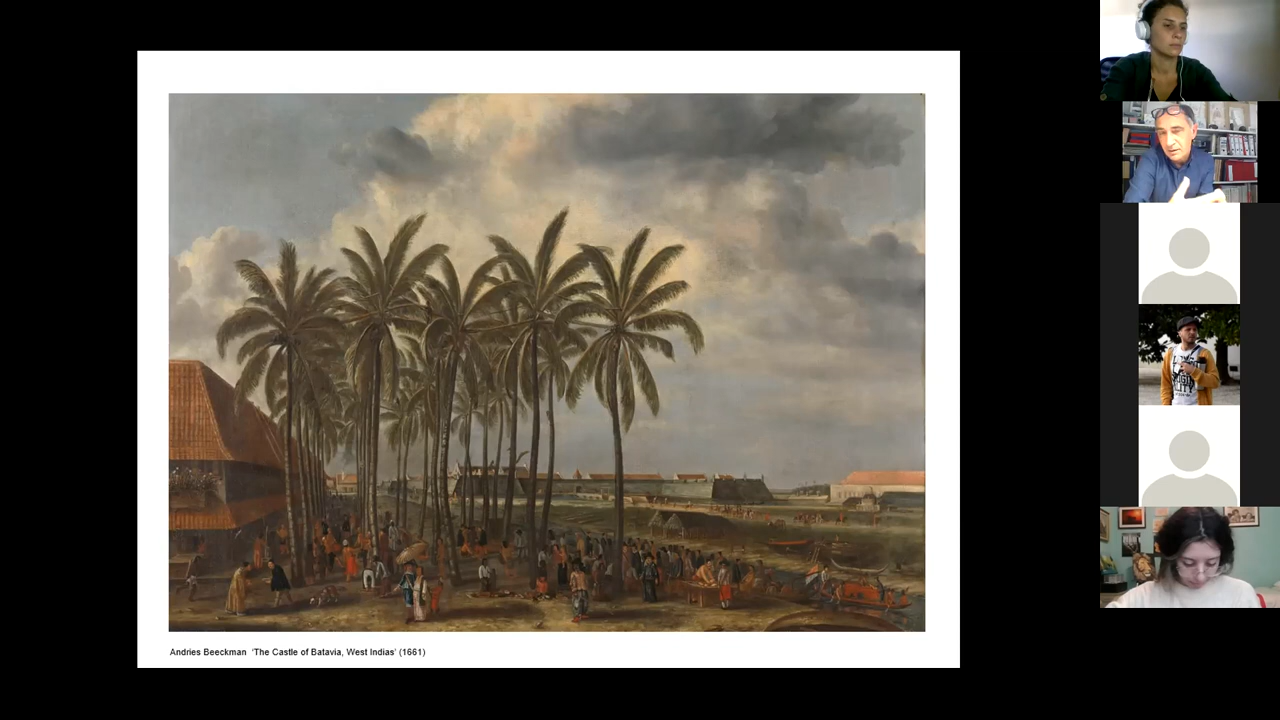 Andries Beeckman 'The Castle of Batavia, West Indias' (1661)